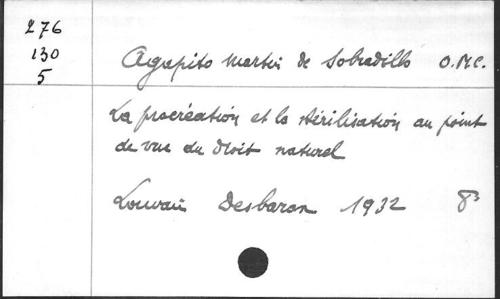 276
130
5
Agapito Martin de Sobradillo O.M.C.
La procréation et la stérilisation au point
de vue du droit naturel
Louvain Desbarax 1932 8°